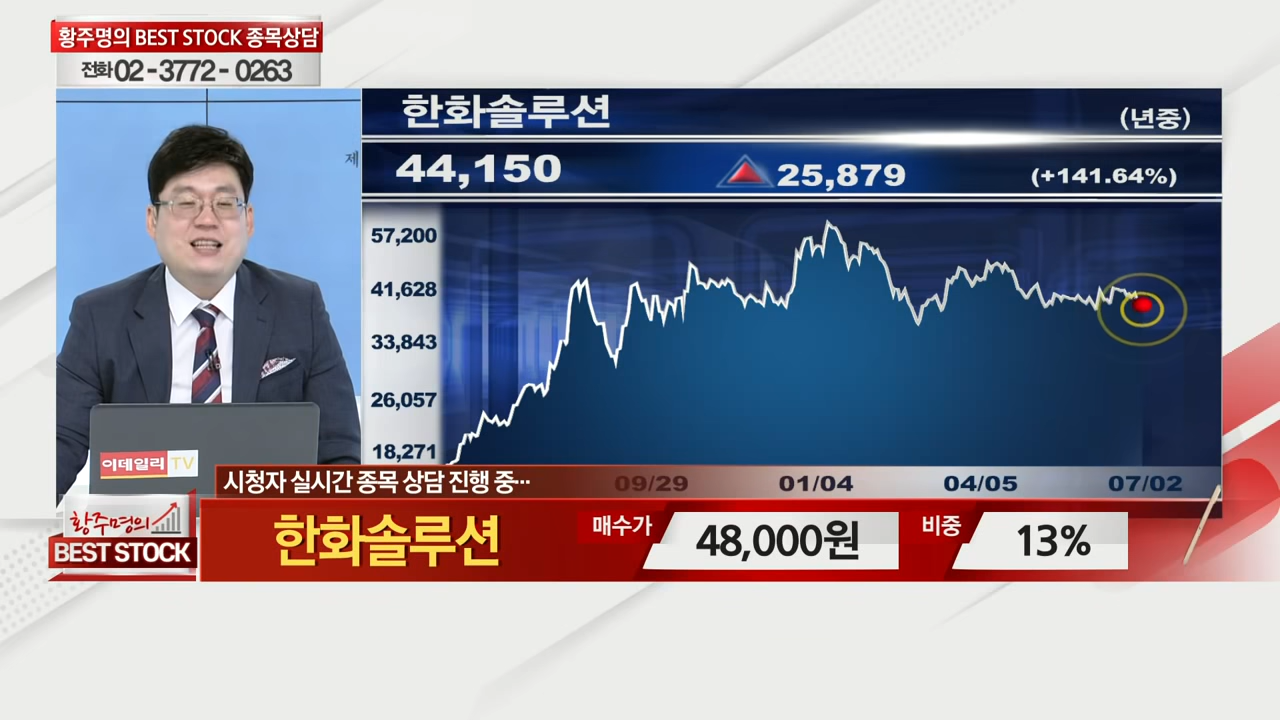 황주명의 BEST STOCK 종목상담
전화 02-3772-0263
제
한화솔루션
(년중)
44,150
25,879
(+141.64%)
57,200
41,628
33,843
26,057
18,271
09/29
01/04
04/05
07/02
이데일리 TV
시청자 실시간 종목 상담 진행 중...
황주명의
BEST STOCK
한화솔루션
매수가
48,000원
비중
13%